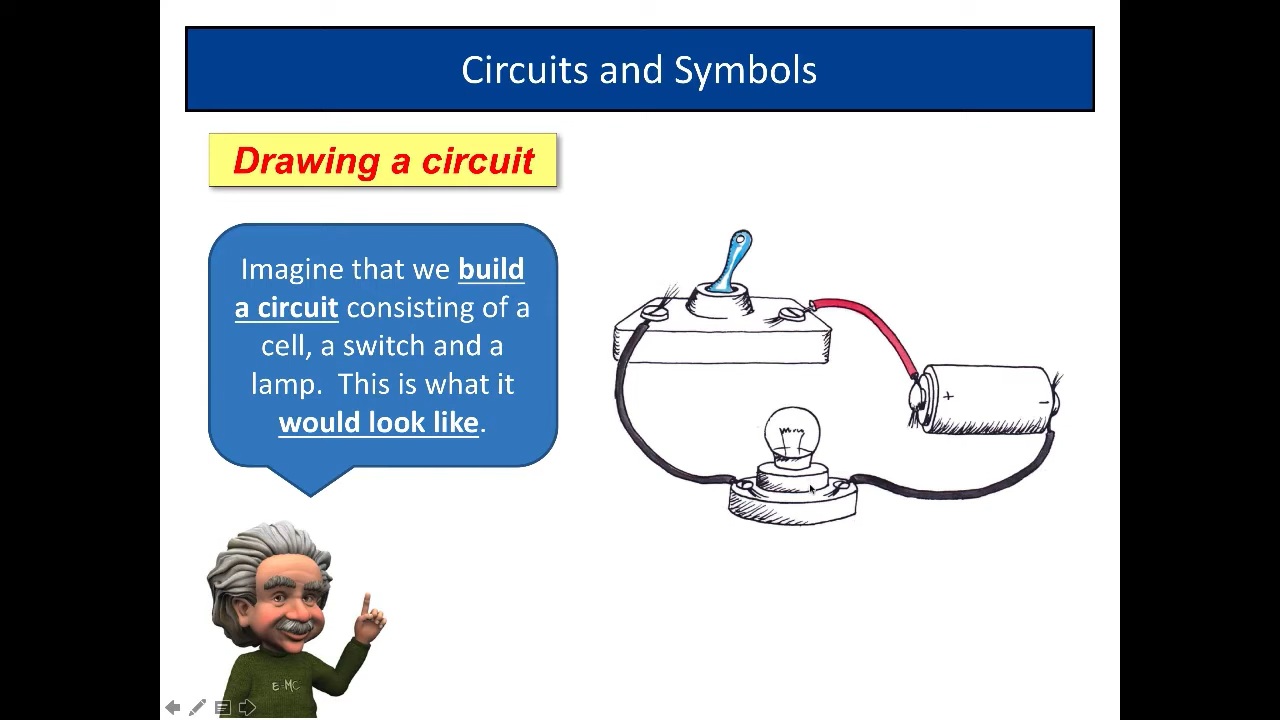 Circuits and Symbols
Drawing a circuit
Imagine that we build
a circuit consisting of a
cell, a switch and a
lamp.  This is what it
would look like.
+
−
E=MC